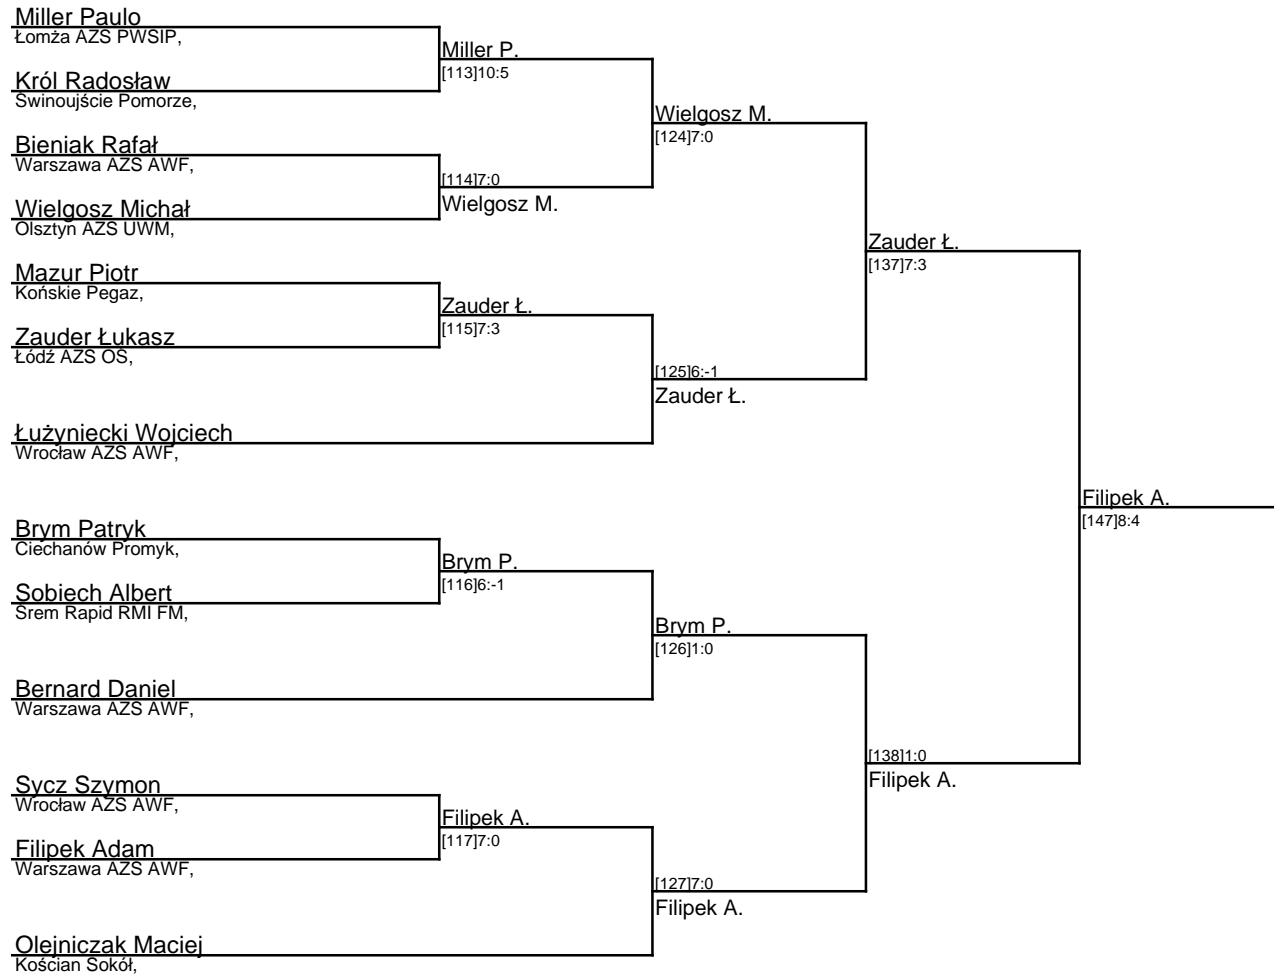 Miller Paulo
Łomża AZS PWSIP,
Miller P.
[113]10:5
Król Radosław
Świnoujście Pomorze,
Wielgosz M.
[124]7:0
Bieniak Rafał
Warszawa AZS AWF,
[114]7:0
Wielgosz M.
Wielgosz Michał
Olsztyn AZS UWM,
Zauder Ł.
[137]7:3
Mazur Piotr
Końskie Pegaz,
Zauder Ł.
[115]7:3
Zauder Łukasz
Łódź AZS OŚ,
[125]6:-1
Zauder Ł.
Łużyniecki Wojciech
Wrocław AZS AWF,
Filipek A.
[147]8:4
Brym Patryk
Ciechanów Promyk,
Brym P.
[116]6:-1
Sobiech Albert
Śrem Rapid RMI FM,
Brym P.
[126]1:0
Bernard Daniel
Warszawa AZS AWF,
[138]1:0
Filipek A.
Sycz Szymon
Wrocław AZS AWF,
Filipek A.
[117]7:0
Filipek Adam
Warszawa AZS AWF,
[127]7:0
Filipek A.
Olejniczak Maciej
Kościan Sokół,